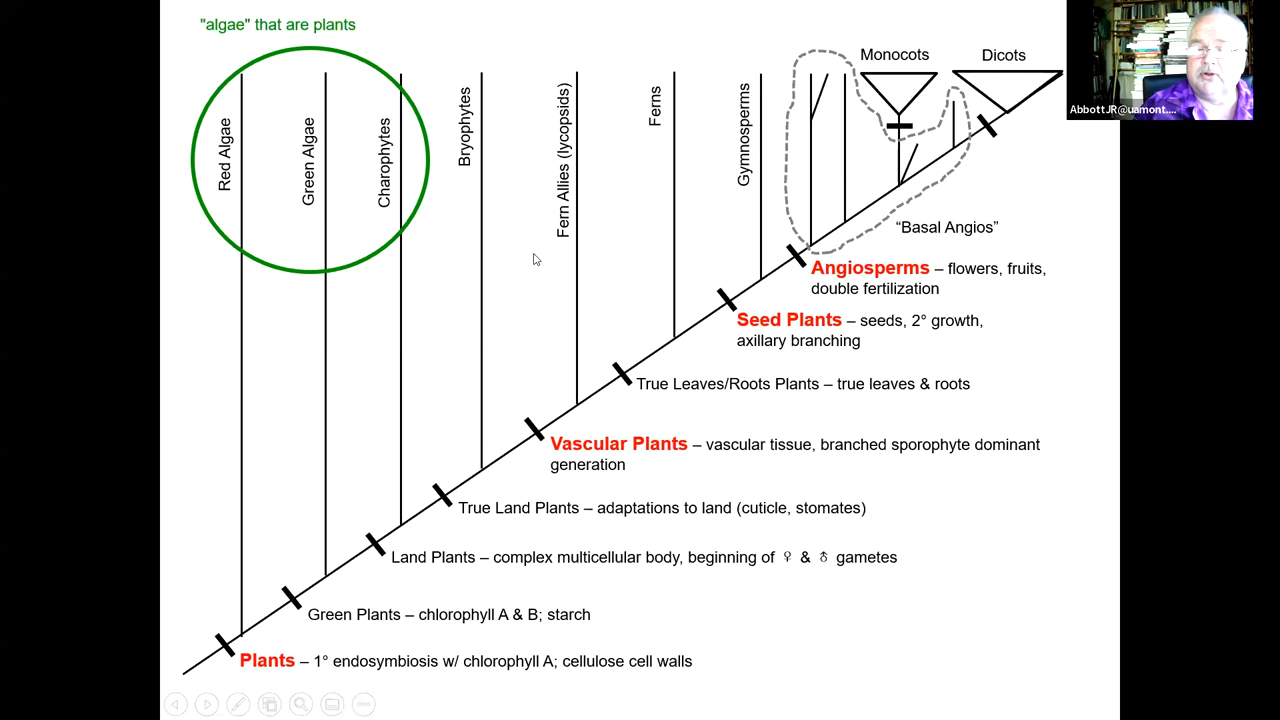 "algae" that are plants
Monocots
Dicots
AbbottJR@uamont....
Red Algae
Green Algae
Charophytes
Bryophytes
Fern Allies (lycopsids)
Ferns
Gymnosperms
“Basal Angios”
Angiosperms – flowers, fruits,
double fertilization
Seed Plants – seeds, 2° growth,
axillary branching
True Leaves/Roots Plants – true leaves & roots
Vascular Plants – vascular tissue, branched sporophyte dominant
generation
True Land Plants – adaptations to land (cuticle, stomates)
Land Plants – complex multicellular body, beginning of ♀ & ♂ gametes
Green Plants – chlorophyll A & B; starch
Plants – 1° endosymbiosis w/ chlorophyll A; cellulose cell walls